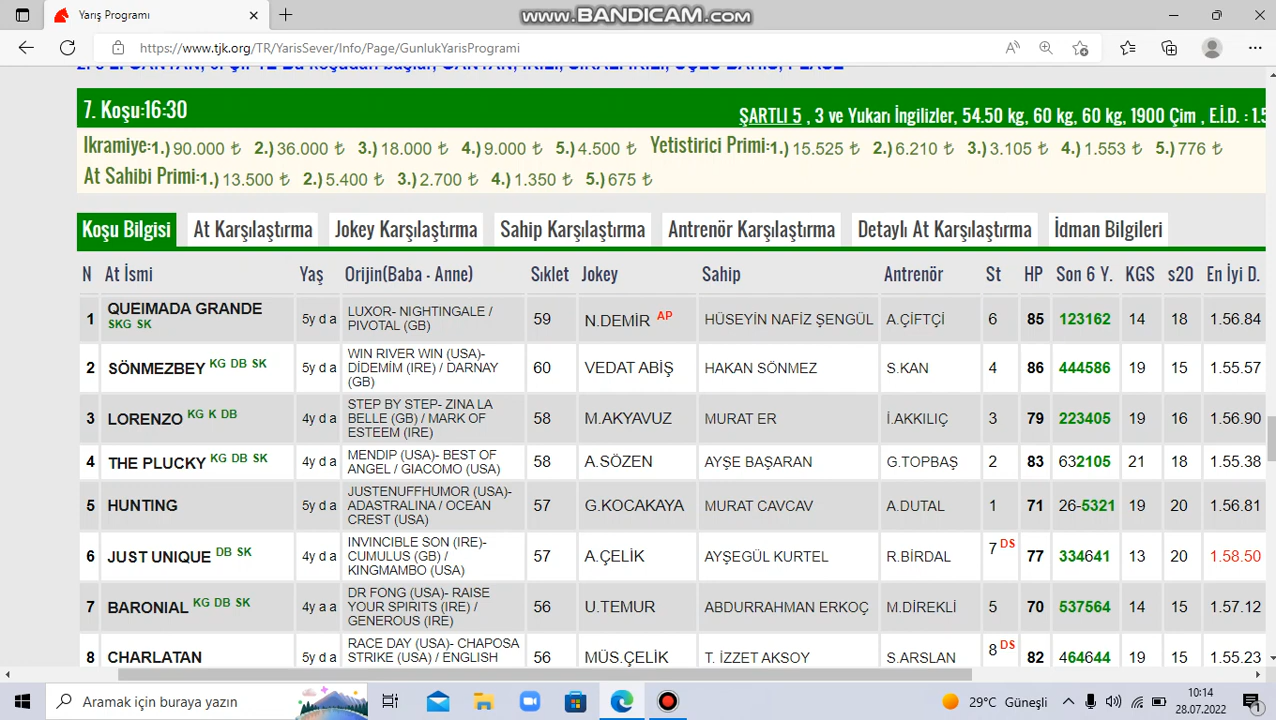 Yarış Programı
www.BANDICAM.com
https://www.tjk.org/TR/YarisSever/Info/Page/GunlukYarisProgrami
7. Koşu:16:30
ŞARTLI 5 , 3 ve Yukarı İngilizler, 54.50 kg, 60 kg, 60 kg, 1900 Çim , E.İ.D. : 1.5
Ikramiye:1.) 90.000 ₺ 2.) 36.000 ₺ 3.) 18.000 ₺ 4.) 9.000 ₺ 5.) 4.500 ₺ Yetistirici Primi:1.) 15.525 ₺ 2.) 6.210 ₺ 3.) 3.105 ₺ 4.) 1.553 ₺ 5.) 776 ₺
At Sahibi Primi:1.) 13.500 ₺ 2.) 5.400 ₺ 3.) 2.700 ₺ 4.) 1.350 ₺ 5.) 675 ₺
Koşu Bilgisi At Karşılaştırma Jokey Karşılaştırma Sahip Karşılaştırma Antrenör Karşılaştırma Detaylı At Karşılaştırma İdman Bilgileri
N At İsmi Yaş Orijin(Baba - Anne) Sıklet Jokey Sahip Antrenör St HP Son 6 Y. KGS s20 En İyi D.
1 QUEIMADA GRANDE SKG SK 5y d a LUXOR- NIGHTINGALE / PIVOTAL (GB) 59 N.DEMİR AP HÜSEYİN NAFİZ ŞENGÜL A.ÇİFTÇİ 6 85 123162 14 18 1.56.84
2 SÖNMEZBEY KG DB SK 5y d a WIN RIVER WIN (USA)- DİDEMİM (IRE) / DARNAY (GB) 60 VEDAT ABİŞ HAKAN SÖNMEZ S.KAN 4 86 444586 19 15 1.55.57
3 LORENZO KG K DB 4y d a STEP BY STEP- ZINA LA BELLE (GB) / MARK OF ESTEEM (IRE) 58 M.AKYAVUZ MURAT ER İ.AKKILIÇ 3 79 223405 19 16 1.56.90
4 THE PLUCKY KG DB SK 4y d a MENDIP (USA)- BEST OF ANGEL / GIACOMO (USA) 58 A.SÖZEN AYŞE BAŞARAN G.TOPBAŞ 2 83 632105 21 18 1.55.38
5 HUNTING 5y d a JUSTENUFFHUMOR (USA)- ADASTRALINA / OCEAN CREST (USA) 57 G.KOCAKAYA MURAT CAVCAV A.DUTAL 1 71 26-5321 19 20 1.56.81
6 JUST UNIQUE DB SK 4y d a INVINCIBLE SON (IRE)- CUMULUS (GB) / KINGMAMBO (USA) 57 A.ÇELİK AYŞEGÜL KURTEL R.BİRDAL 7 DS 77 334641 13 20 1.58.50
7 BARONIAL KG DB SK 4y a a DR FONG (USA)- RAISE YOUR SPIRITS (IRE) / GENEROUS (IRE) 56 U.TEMUR ABDURRAHMAN ERKOÇ M.DİREKLİ 5 70 537564 14 15 1.57.12
8 CHARLATAN 5y d a RACE DAY (USA)- CHAPOSA STRIKE (USA) / ENGLISH 56 MÜS.ÇELİK T. İZZET AKSOY S.ARSLAN 8 DS 82 464644 19 15 1.55.23
Aramak için buraya yazın
29°C Güneşli
10:14
28.07.2022